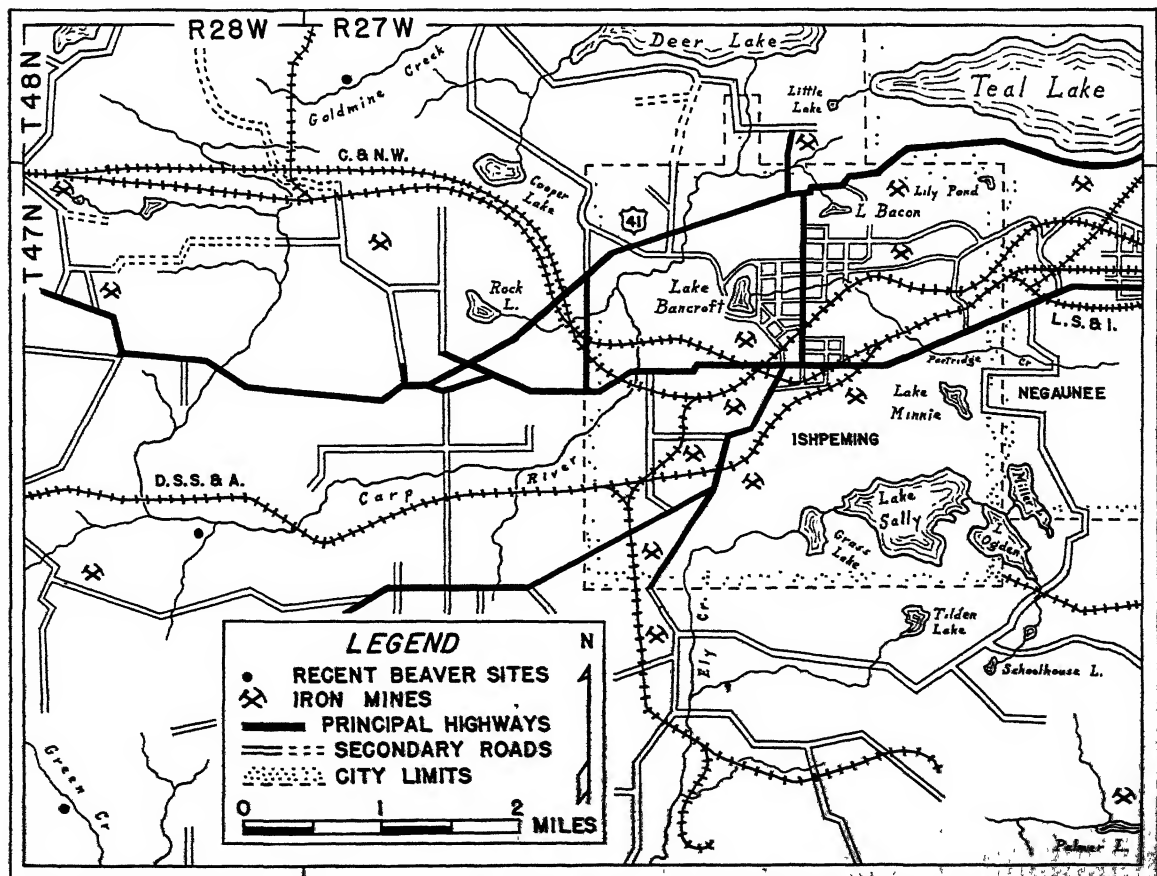 R28W R27W
T48N
T47N
Deer Lake
Teal Lake
Little
Lake
Goldmine Creek
C. & N.W.
Cooper
Lake
41
Lily Pond
L Bacon
Rock
L.
Lake
Bancroft
L. S. & I.
Partridge Cr.
Lake
Minnie
NEGAUNEE
ISHPEMING
D.S.S. & A.
Carp River
Lake
Sally
Grass
Lake
L
Ogden
Miller L
Ely Cr.
Tilden
Lake
Schoolhouse L.
Green Cr
Palmer L.
LEGEND
N
RECENT BEAVER SITES
IRON MINES
PRINCIPAL HIGHWAYS
SECONDARY ROADS
CITY LIMITS
0 1 2
MILES